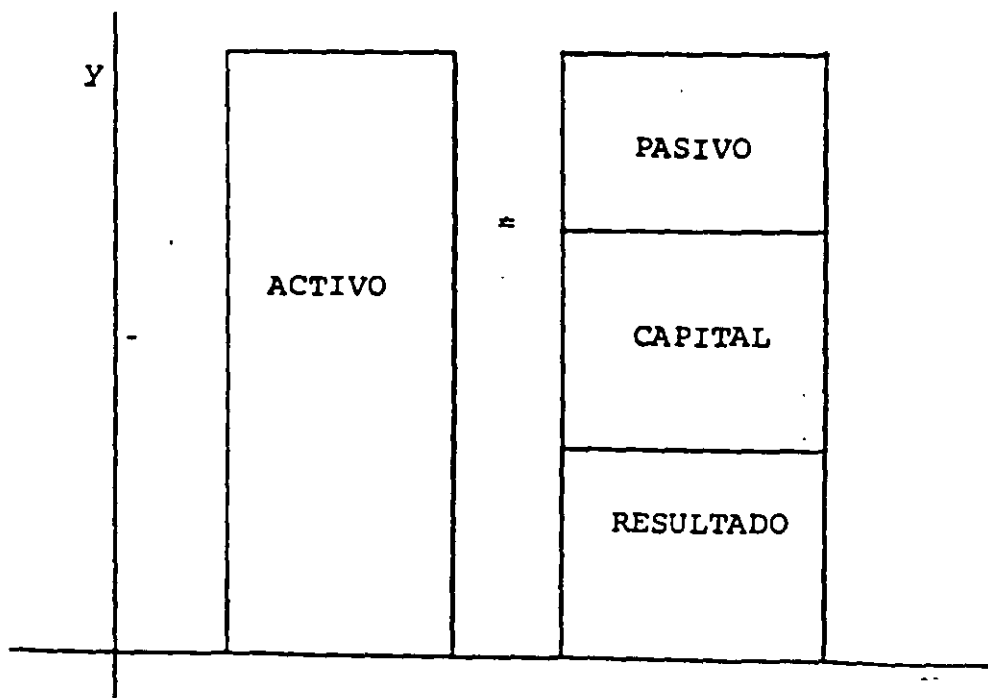 Y
PASIVO
=
ACTIVO
CAPITAL
RESULTADO